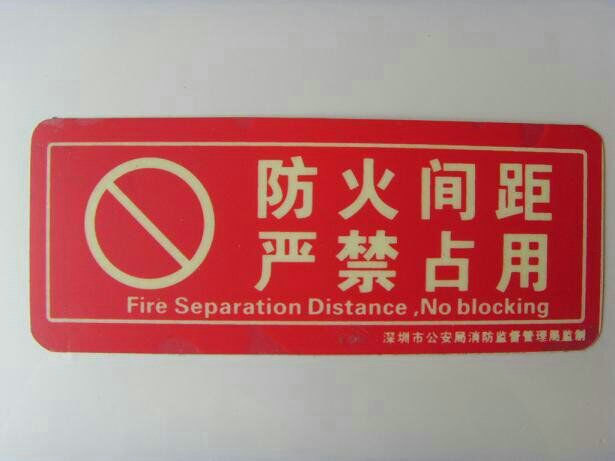 防火间距
严禁占用
Fire Separation Distance ,No blocking
深圳市公安局消防监督管理局监制